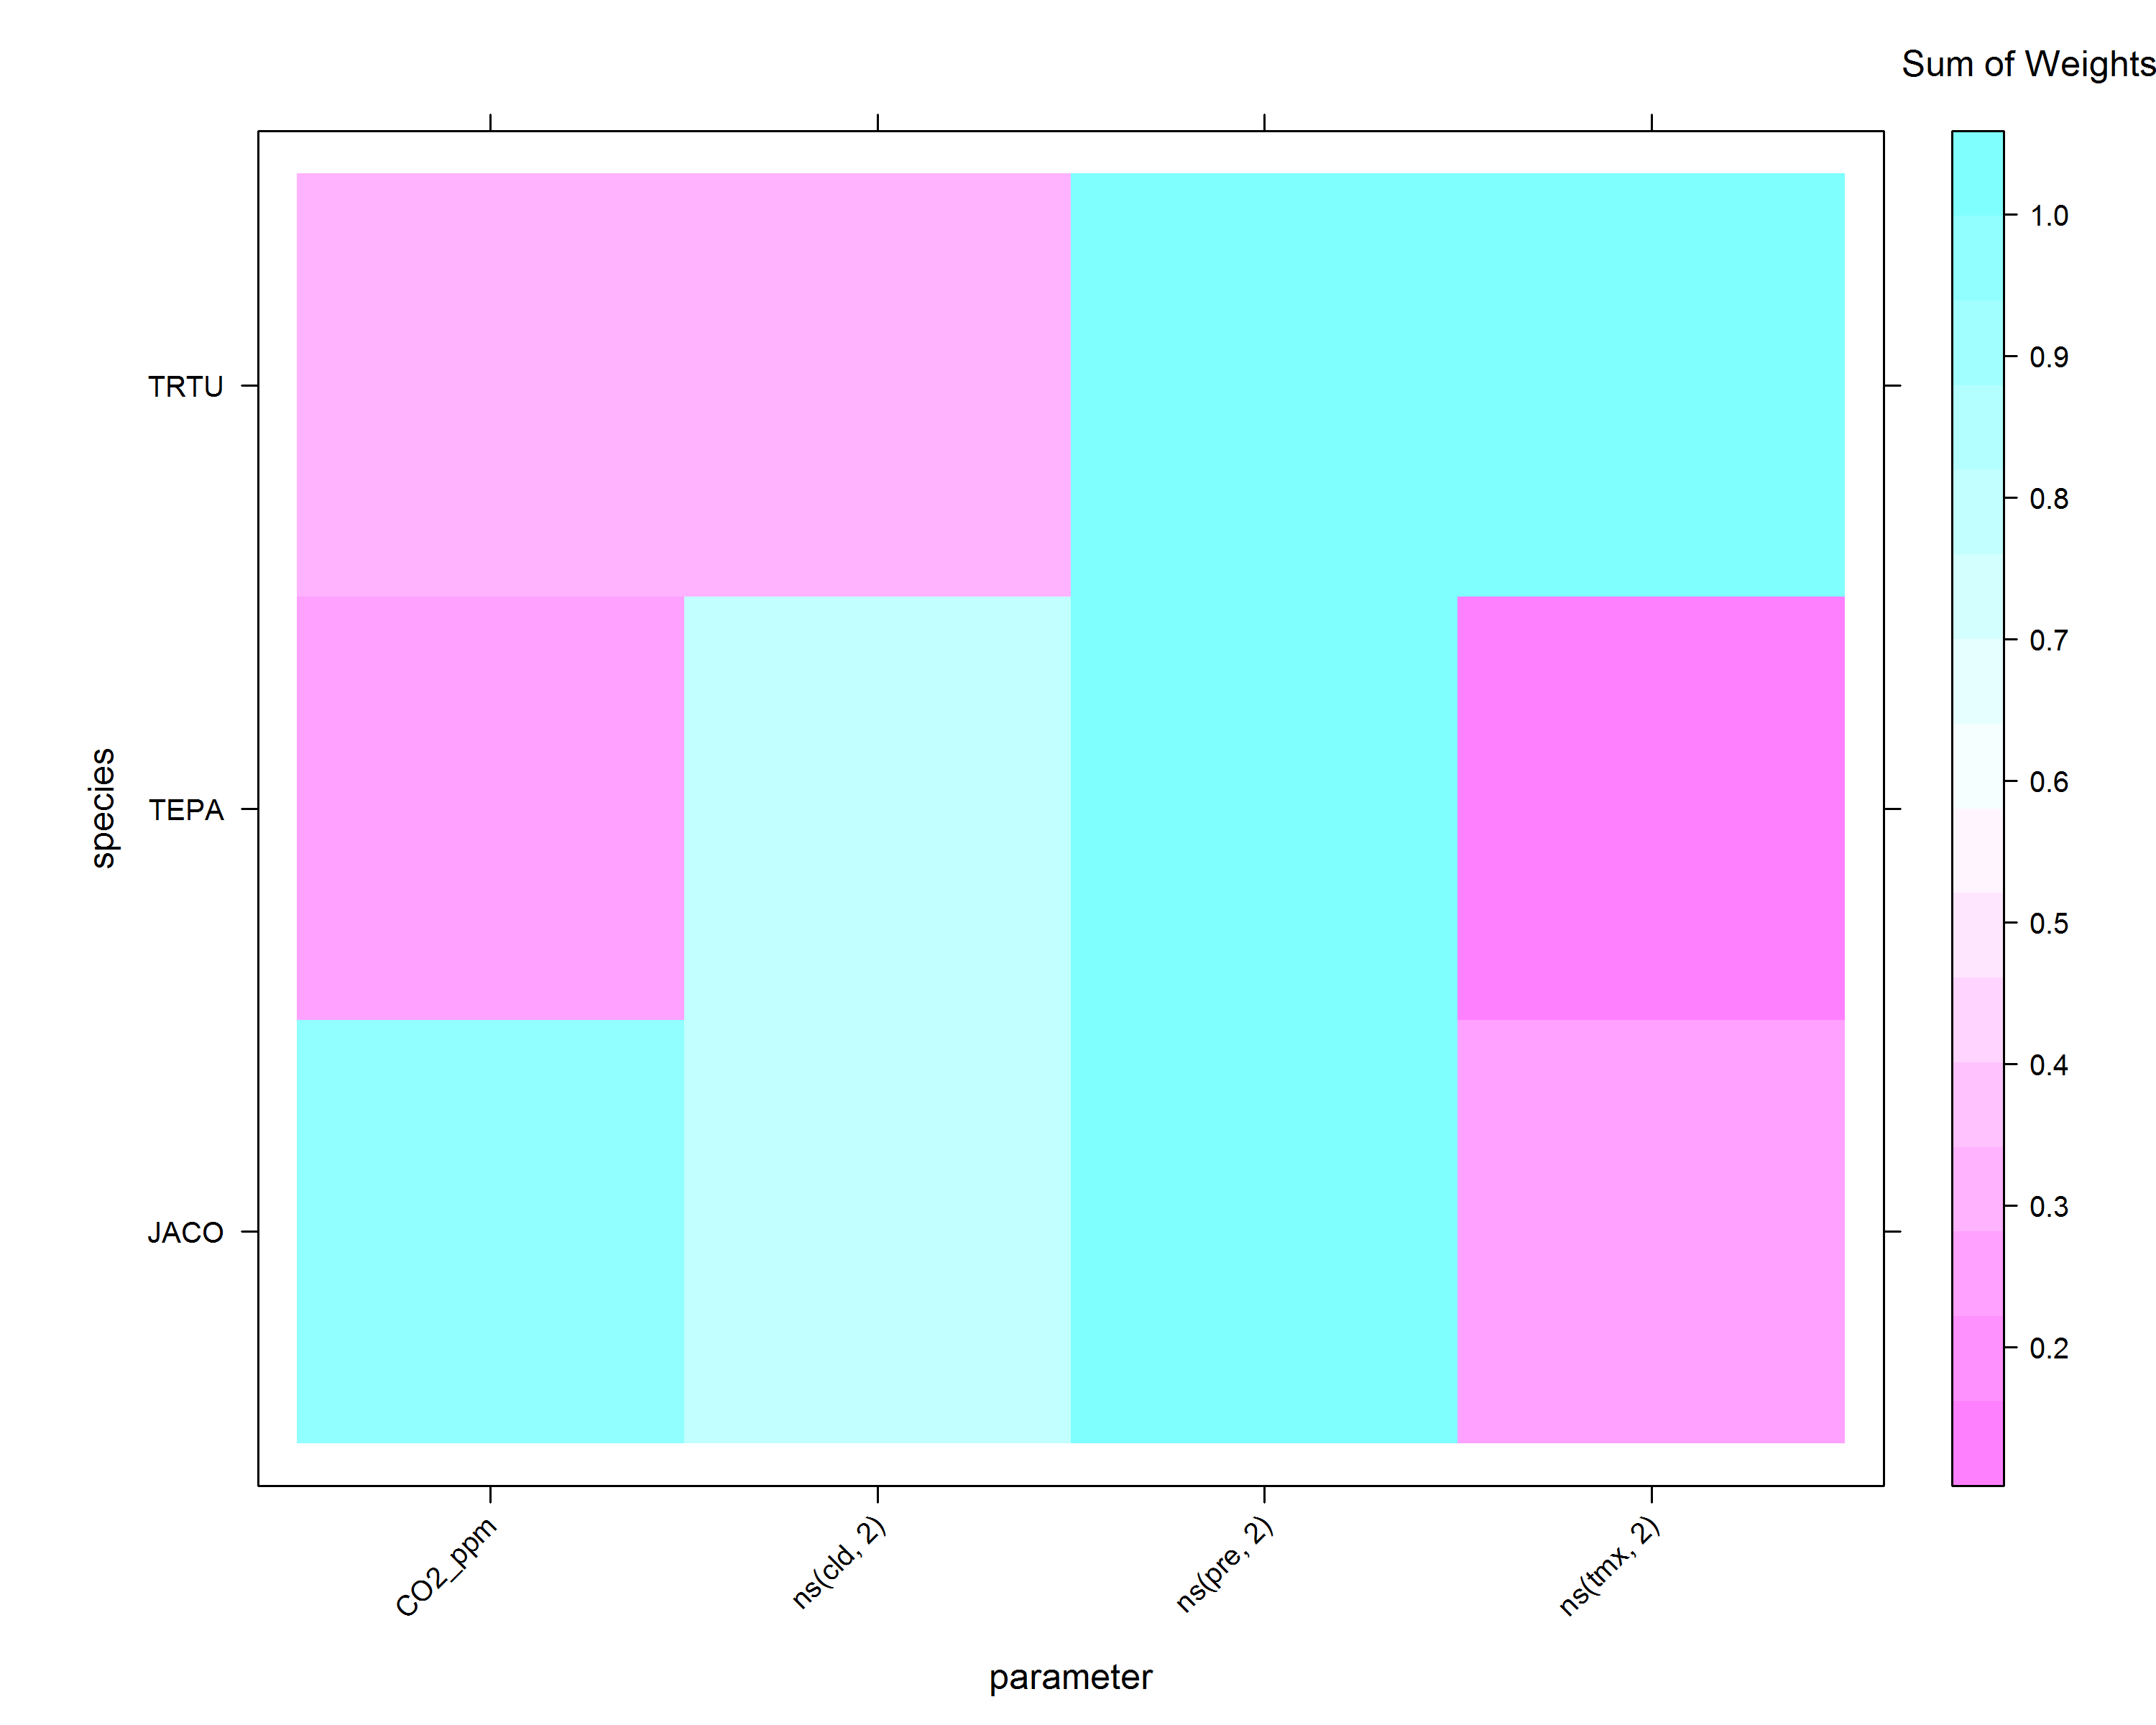 Sum of Weights
1.0
0.9
0.8
0.7
0.6
0.5
0.4
0.3
0.2
species
TRTU
TEPA
JACO
CO2_ppm
ns(cld, 2)
ns(pre, 2)
ns(tmx, 2)
parameter